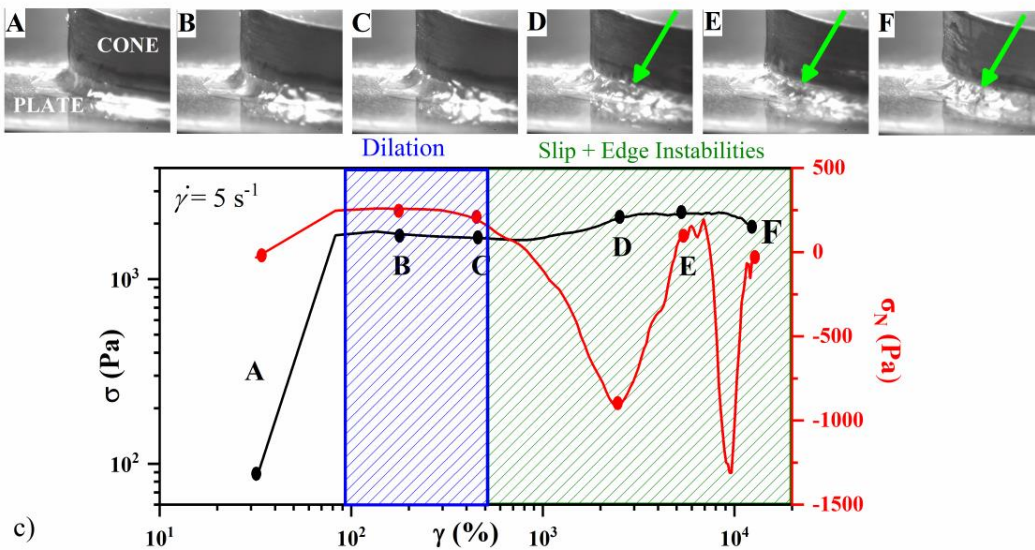 A B C D E F
CONE
PLATE
Dilation Slip + Edge Instabilities
γ̇ = 5 s⁻¹
σ (Pa)
10³
10²
A B C D E F
500
0
-500
-1000
-1500
σ_N (Pa)
10¹ 10² 10³ 10⁴
γ (%)
c)